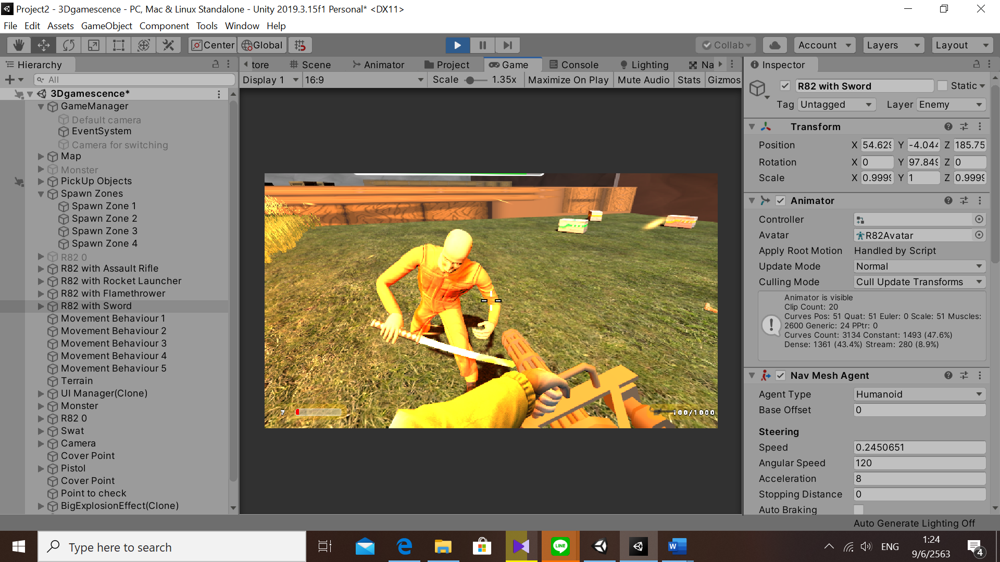 Project2 - 3Dgamescence - PC, Mac & Linux Standalone - Unity 2019.3.15f1 Personal* <DX11>
File Edit Assets GameObject Component Tools Window Help
Center Global Collab Account Layers Layout
Hierarchy
tore Scene Animator Project Game Console Lighting Na
Inspector
All
Display 1 16:9 Scale 1.35x Maximize On Play Mute Audio Stats Gizmos
3Dgamescence*
GameManager
Default camera
EventSystem
Camera for switching
Map
Monster
PickUp Objects
Spawn Zones
Spawn Zone 1
Spawn Zone 2
Spawn Zone 3
Spawn Zone 4
R82 0
R82 with Assault Rifle
R82 with Rocket Launcher
R82 with Flamethrower
R82 with Sword
Movement Behaviour 1
Movement Behaviour 2
Movement Behaviour 3
Movement Behaviour 4
Movement Behaviour 5
Terrain
UI Manager(Clone)
Monster
R82 0
Swat
Camera
Cover Point
Pistol
Cover Point
Point to check
BigExplosionEffect(Clone)
7
100/1000
R82 with Sword Static
Tag Untagged Layer Enemy
Transform
Position X 54.629 Y -4.044 Z 185.75
Rotation X 0 Y 97.849 Z 0
Scale X 0.9999 Y 1 Z 0.9999
Animator
Controller
Avatar R82Avatar
Apply Root Motion Handled by Script
Update Mode Normal
Culling Mode Cull Update Transforms
Animator is visible
Clip Count: 20
Curves Pos: 51 Quat: 51 Euler: 0 Scale: 51 Muscles:
2600 Generic: 24 PPtr: 0
Curves Count: 3134 Constant: 1493 (47.6%)
Dense: 1361 (43.4%) Stream: 280 (8.9%)
Nav Mesh Agent
Agent Type Humanoid
Base Offset 0
Steering
Speed 0.2450651
Angular Speed 120
Acceleration 8
Stopping Distance 0
Auto Braking
Auto Generate Lighting Off
Type here to search
LINE
W
ENG
1:24
9/6/2563
4